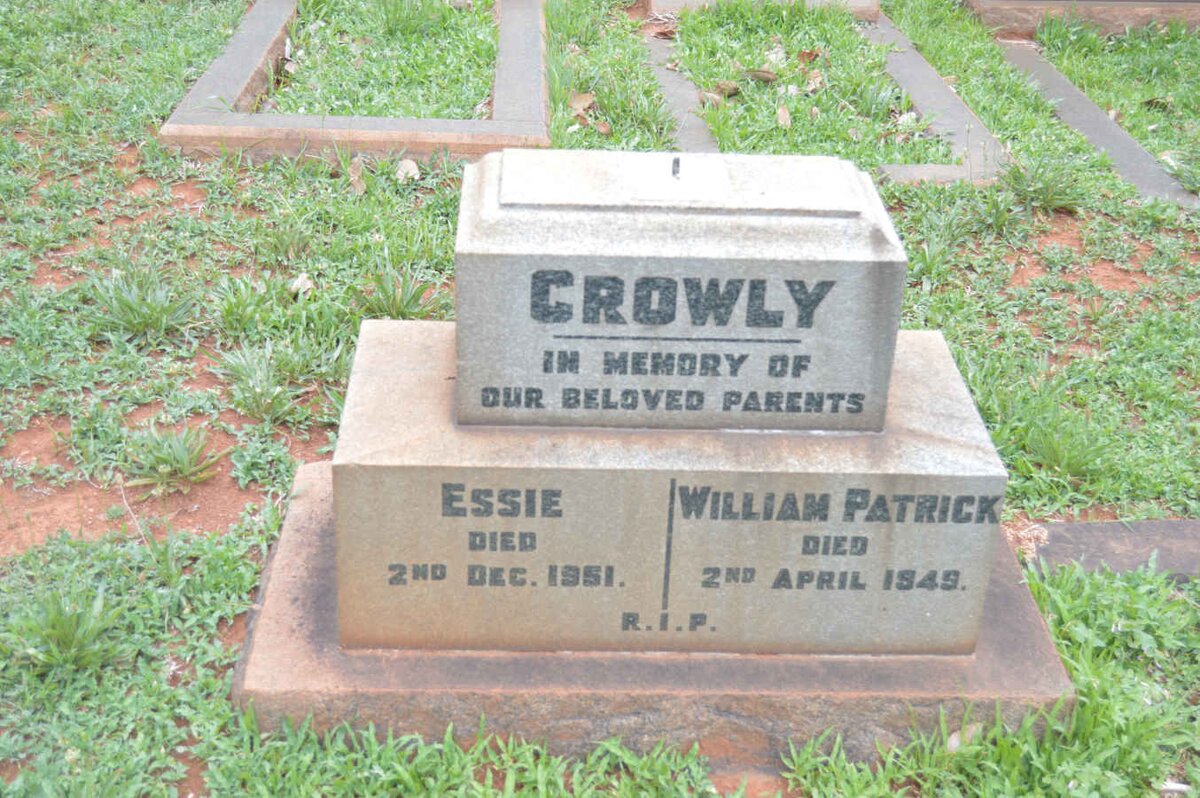 CROWLY
IN MEMORY OF
OUR BELOVED PARENTS
ESSIE
DIED
2ND DEC. 1951.
WILLIAM PATRICK
DIED
2ND APRIL 1949.
R.I.P.